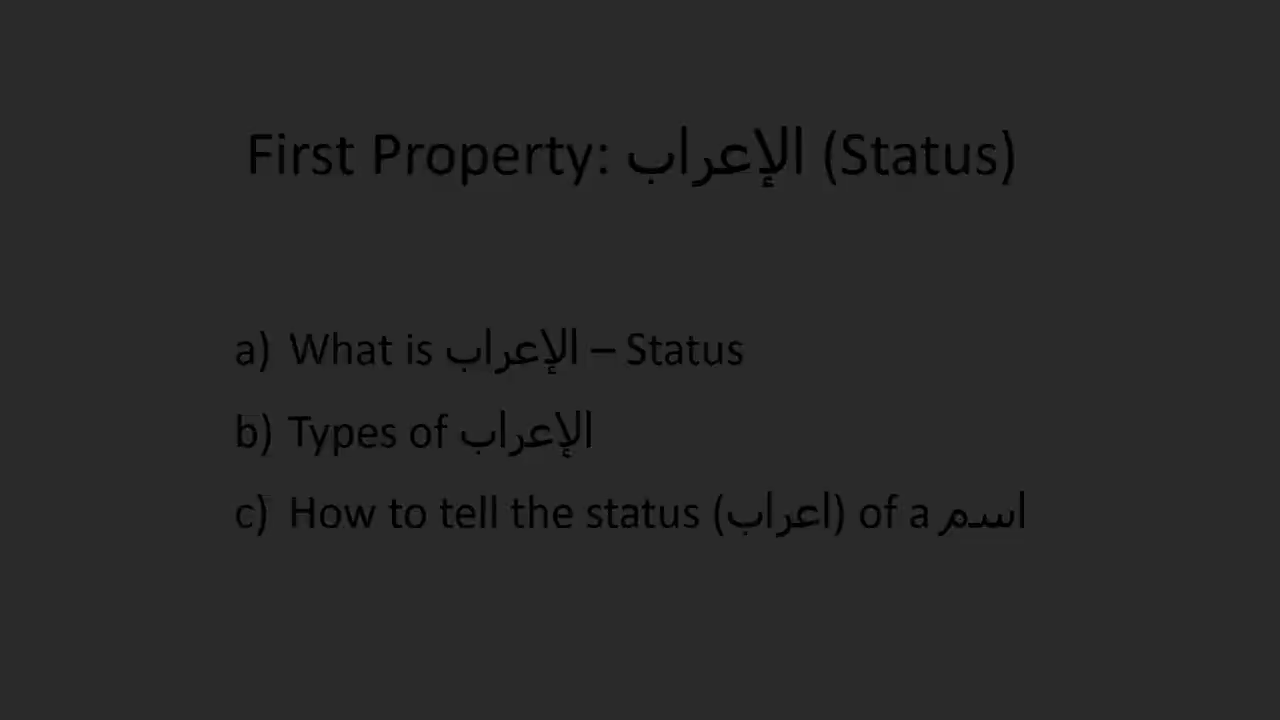 First Property: الإعراب (Status)
a) What is الإعراب – Status
b) Types of الإعراب
c) How to tell the status (اعراب) of a اسم